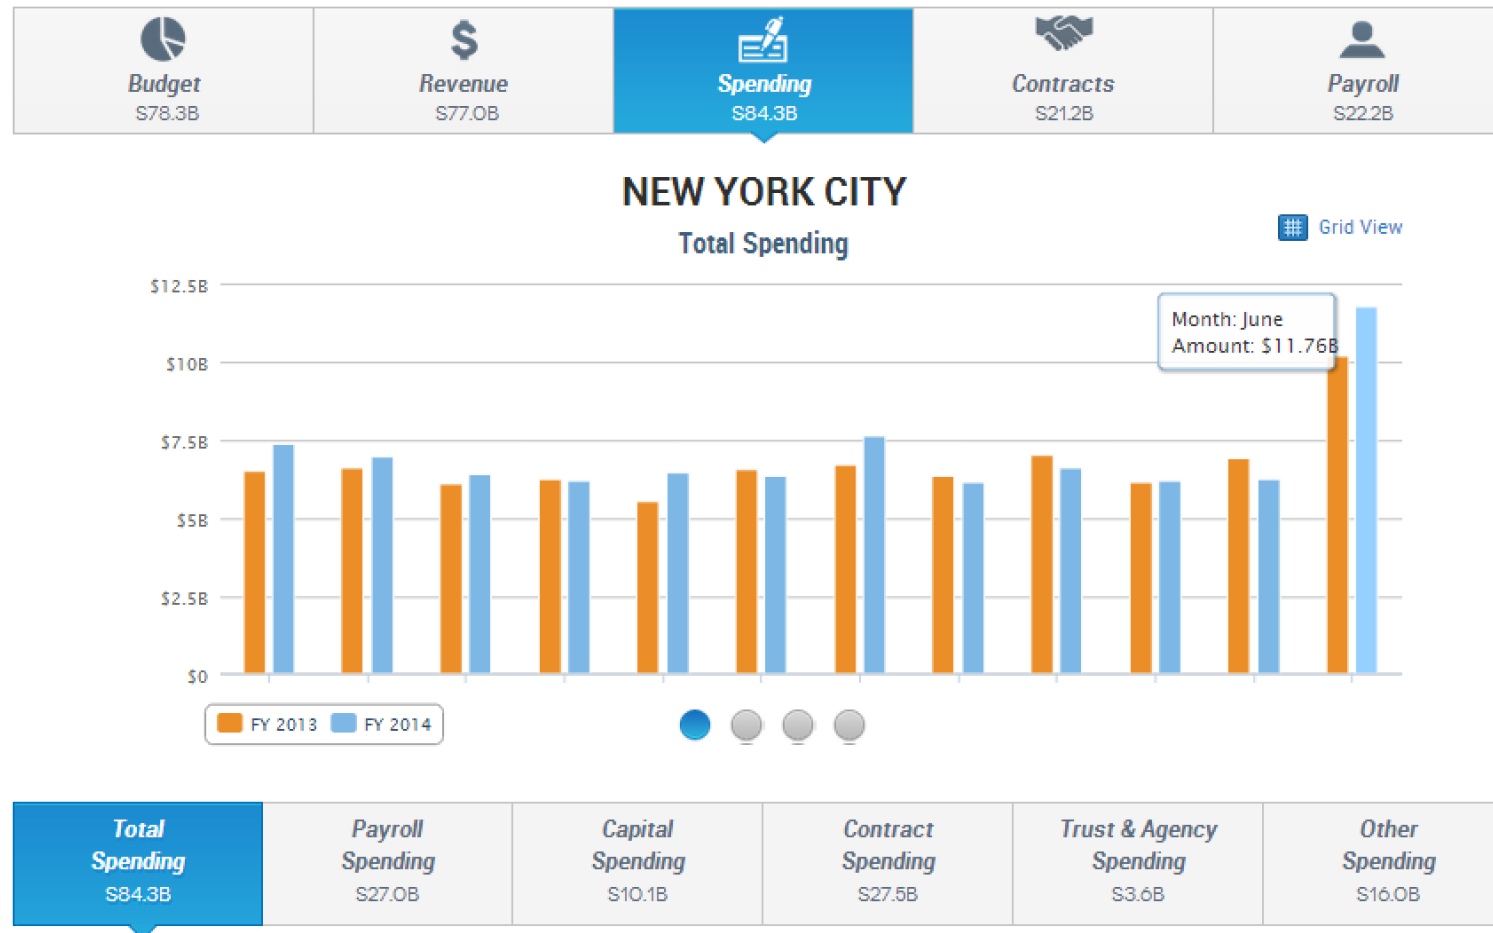 Budget
$78.3B
Revenue
$77.0B
Spending
$84.3B
Contracts
$21.2B
Payroll
$22.2B
NEW YORK CITY
Total Spending
Grid View
$12.5B
$10B
$7.5B
$5B
$2.5B
$0
Month: June
Amount: $11.76B
FY 2013
FY 2014
Total
Spending
$84.3B
Payroll
Spending
$27.0B
Capital
Spending
$10.1B
Contract
Spending
$27.5B
Trust & Agency
Spending
$3.6B
Other
Spending
$16.0B